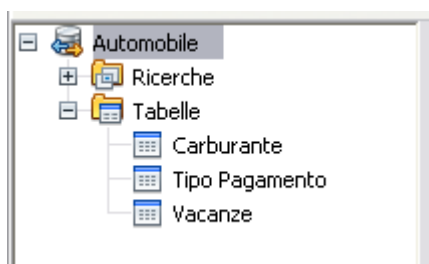 Automobile
Ricerche
Tabelle
Carburante
Tipo Pagamento
Vacanze